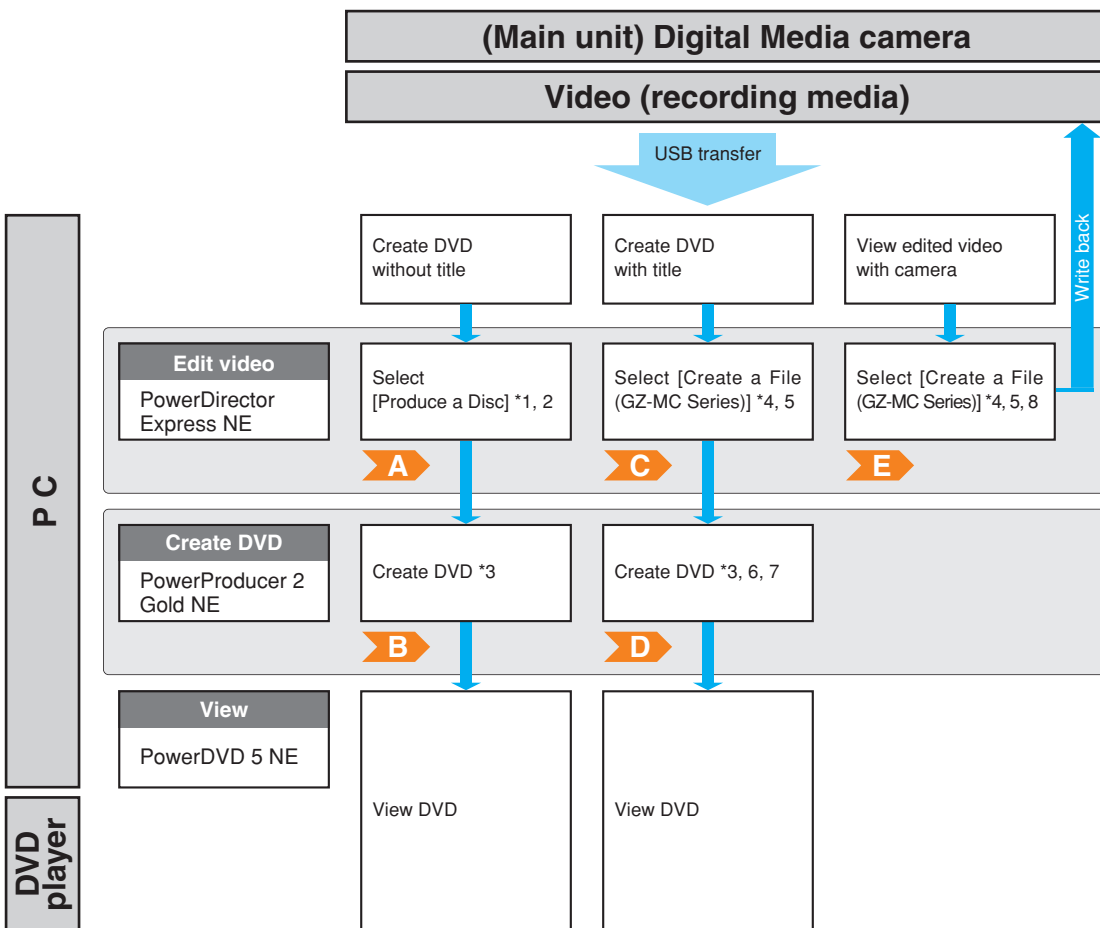 (Main unit) Digital Media camera
Video (recording media)
USB transfer
Write back
Create DVD
without title
Create DVD
with title
View edited video
with camera
P C
Edit video
PowerDirector
Express NE
Select
[Produce a Disc] *1, 2
Select [Create a File
(GZ-MC Series)] *4, 5
Select [Create a File
(GZ-MC Series)] *4, 5, 8
A
C
E
Create DVD
PowerProducer 2
Gold NE
Create DVD *3
Create DVD *3, 6, 7
B
D
View
PowerDVD 5 NE
View DVD
View DVD
DVD
player